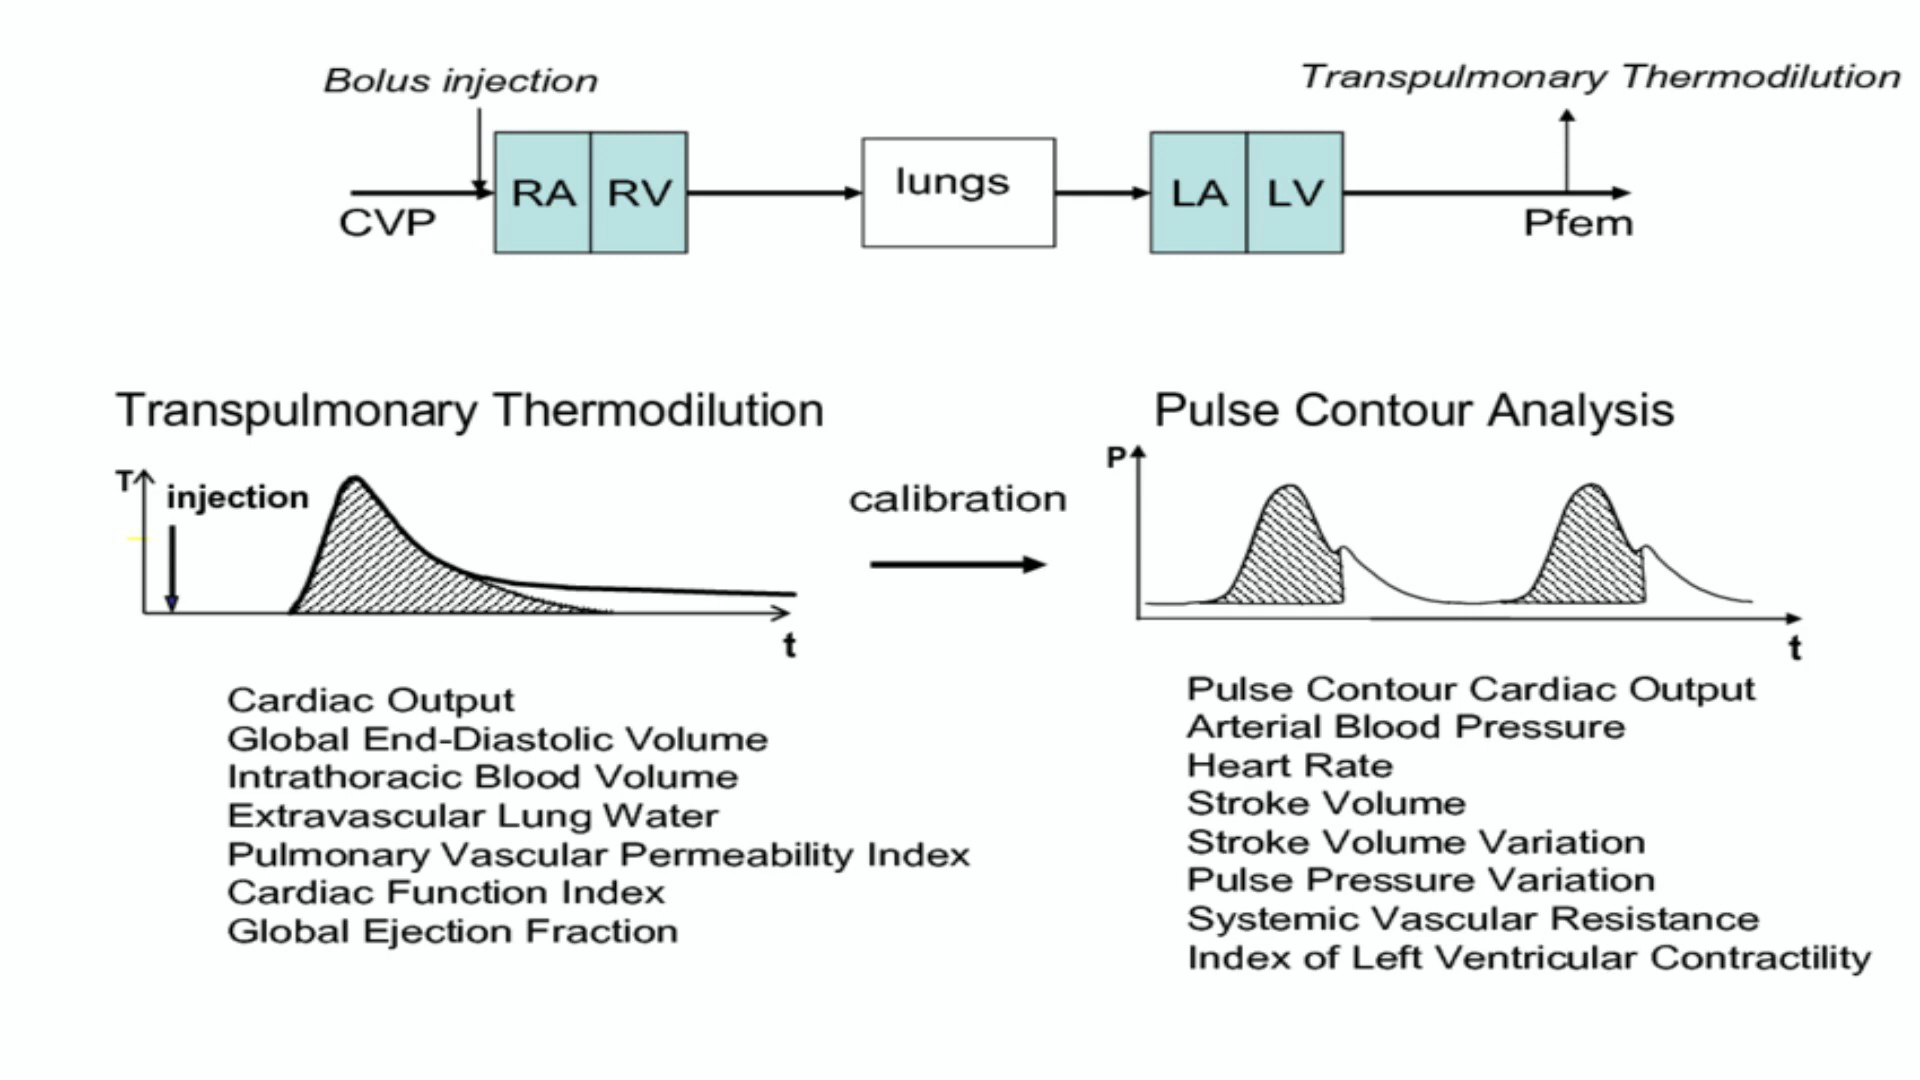 Bolus injection
Transpulmonary Thermodilution
RA RV
lungs
LA LV
CVP
Pfem
Transpulmonary Thermodilution
Pulse Contour Analysis
T
injection
calibration
P
t
t
Cardiac Output
Global End-Diastolic Volume
Intrathoracic Blood Volume
Extravascular Lung Water
Pulmonary Vascular Permeability Index
Cardiac Function Index
Global Ejection Fraction
Pulse Contour Cardiac Output
Arterial Blood Pressure
Heart Rate
Stroke Volume
Stroke Volume Variation
Pulse Pressure Variation
Systemic Vascular Resistance
Index of Left Ventricular Contractility